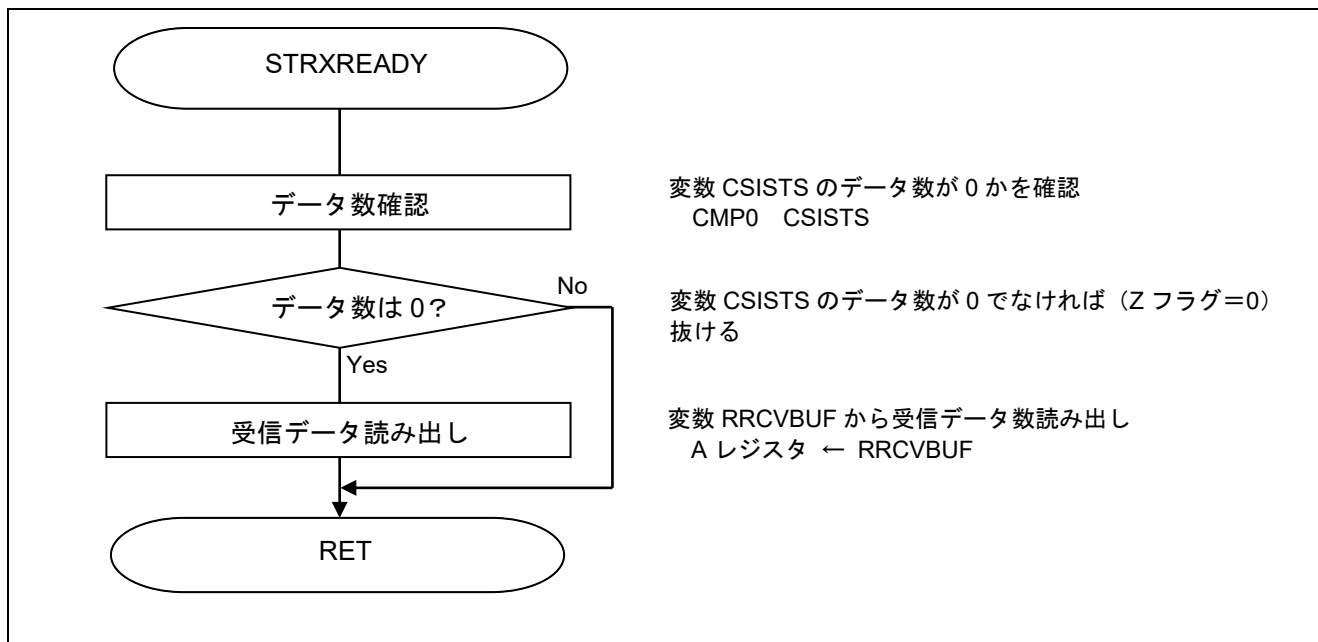 STRXREADY
データ数確認
変数 CSISTS のデータ数が 0 かを確認
CMP0 CSISTS
データ数は 0？
No
変数 CSISTS のデータ数が 0 でなければ（Z フラグ＝0）
抜ける
Yes
受信データ読み出し
変数 RRCVBUF から受信データ数読み出し
A レジスタ ← RRCVBUF
RET